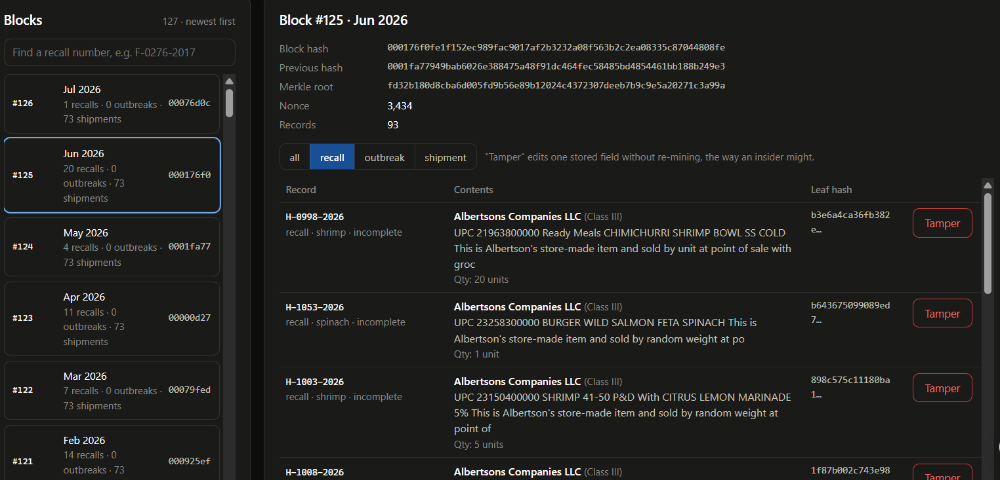 Blocks
127 · newest first
Find a recall number, e.g. F-0276-2017
#126
Jul 2026
1 recalls · 0 outbreaks ·
73 shipments
00076d0c
#125
Jun 2026
20 recalls · 0
outbreaks · 73
shipments
000176f0
#124
May 2026
4 recalls · 0 outbreaks ·
73 shipments
0001fa77
#123
Apr 2026
11 recalls · 0
outbreaks · 73
shipments
00000d27
#122
Mar 2026
7 recalls · 0 outbreaks ·
73 shipments
00079fed
#121
Feb 2026
14 recalls · 0
outbreaks · 73
000925ef
Block #125 · Jun 2026
Block hash
000176f0fe1f152ec989fac9017af2b3232a08f563b2c2ea08335c87044808fe
Previous hash
0001fa77949bab6026e388475a48f91dc464fec58485bd4854461bb188b249e3
Merkle root
fd32b180d8cba6d005fd9b56e89b12024c4372307deeb7b9c9e5a20271c3a99a
Nonce
3,434
Records
93
all
recall
outbreak
shipment
"Tamper" edits one stored field without re-mining, the way an insider might.
Record
Contents
Leaf hash
H-0998-2026
recall · shrimp · incomplete
Albertsons Companies LLC (Class III)
UPC 21963800000 Ready Meals CHIMICHURRI SHRIMP BOWL SS COLD
This is Albertson's store-made item and sold by unit at point of sale with
groc
Qty: 20 units
b3e6a4ca36fb382
e…
Tamper
H-1053-2026
recall · spinach · incomplete
Albertsons Companies LLC (Class III)
UPC 23258300000 BURGER WILD SALMON FETA SPINACH This is
Albertson's store-made item and sold by random weight at po
Qty: 1 unit
b643675099089ed
7…
Tamper
H-1003-2026
recall · shrimp · incomplete
Albertsons Companies LLC (Class III)
UPC 23150400000 SHRIMP 41-50 P&D With CITRUS LEMON MARINADE
5% This is Albertson's store-made item and sold by random weight at
point of
Qty: 5 units
898c575c11180ba
1…
Tamper
H-1008-2026
Albertsons Companies LLC (Class III)
1f87b002c743e98
Tamper